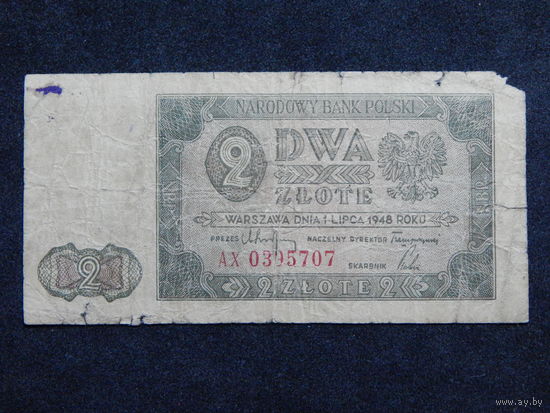 NARODOWY BANK POLSKI
2 DWA
ZŁOTE
WARSZAWA DNIA 1 LIPCA 1948 ROKU
PREZES NACZELNY DYREKTOR
AX 0395707 SKARBNIK
2
2 ZŁOTE 2
http://www.ay.by/